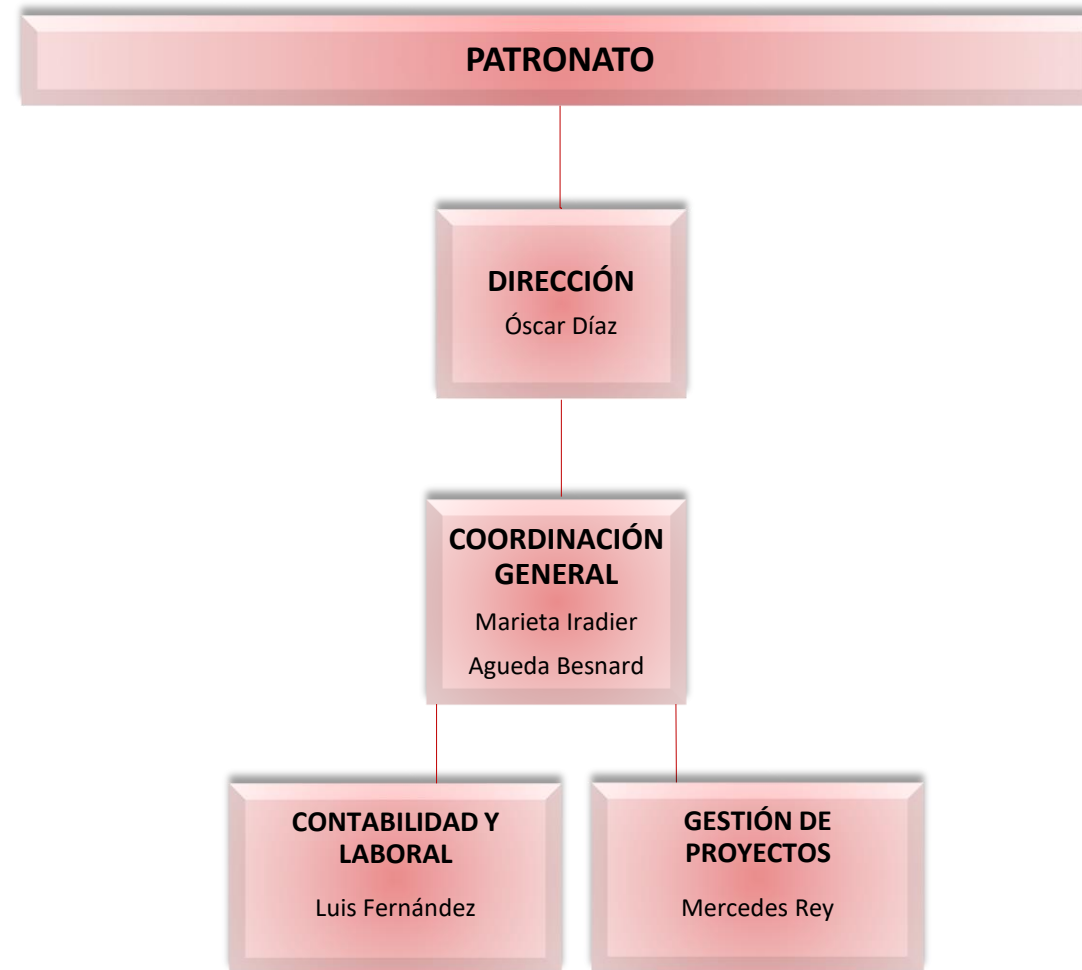 PATRONATO
DIRECCIÓN
Óscar Díaz
COORDINACIÓN
GENERAL
Marieta Iradier
Agueda Besnard
CONTABILIDAD Y
LABORAL
Luis Fernández
GESTIÓN DE
PROYECTOS
Mercedes Rey